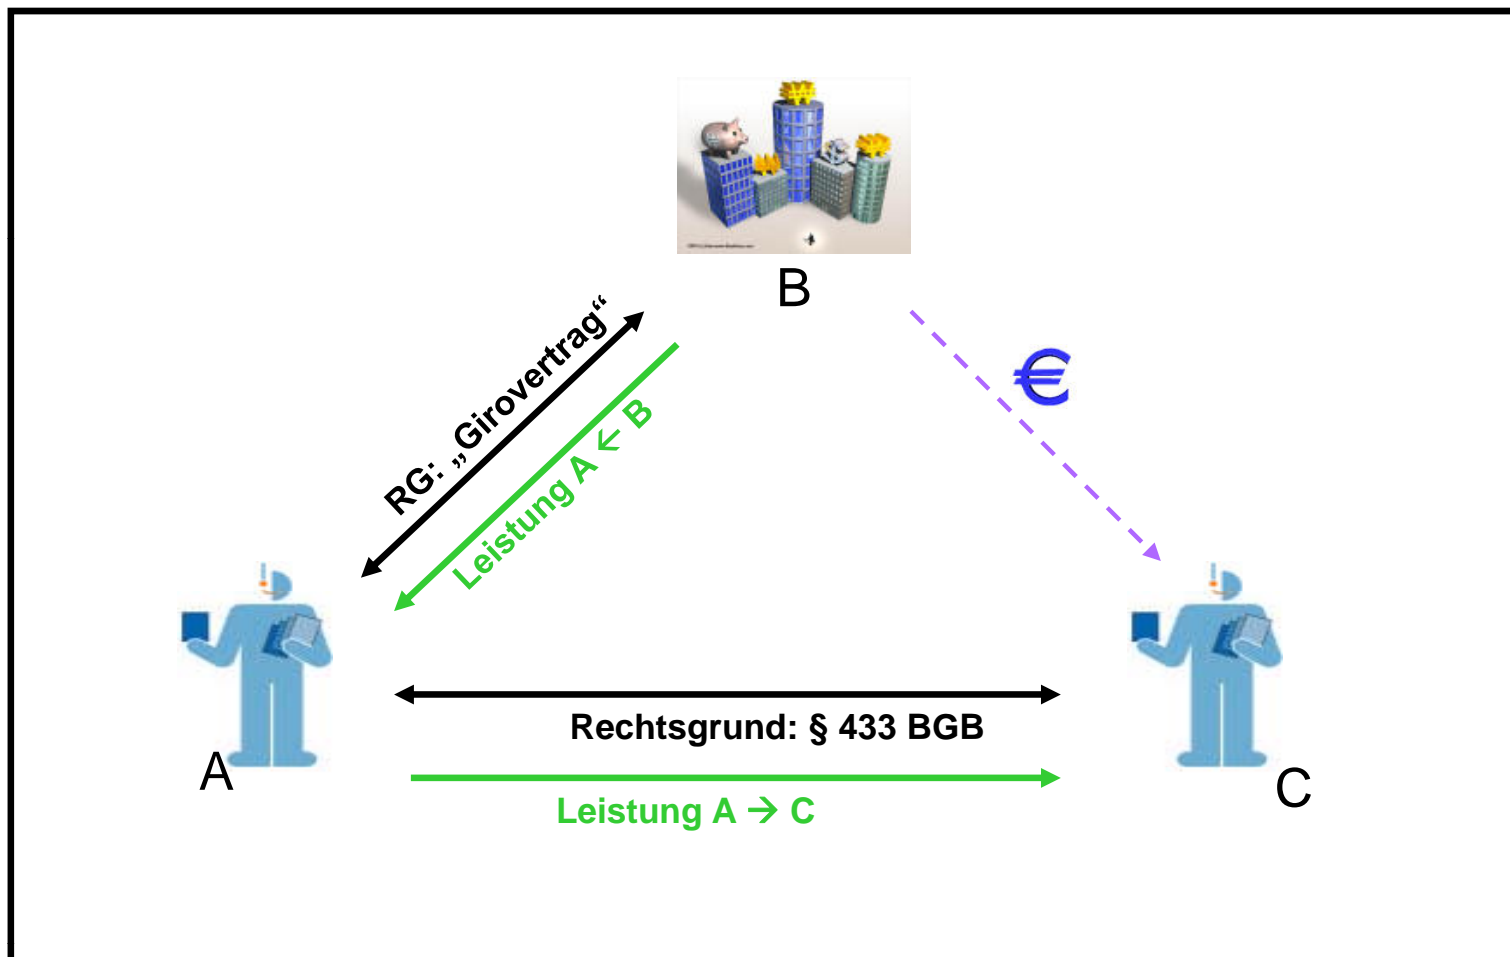 B
RG: „Girovertrag“
€
Leistung A ← B
Rechtsgrund: § 433 BGB
A
C
Leistung A → C